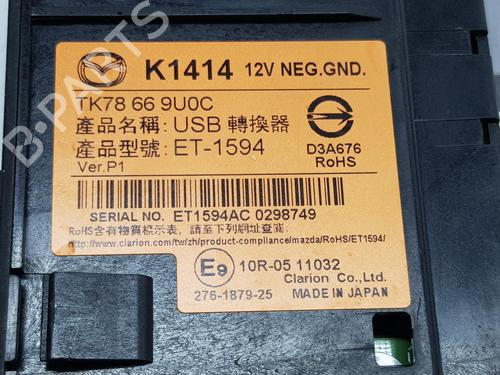 K1414 12V NEG.GND.
TK78 66 9U0C
產品名稱: USB 轉換器
產品型號: ET-1594
Ver.P1
D3A676
RoHS
SERIAL NO. ET1594AC 0298749
RoHS含有物質標示表, 請至下列網址查閱:
http://www.clarion.com/tw/zh/product-compliance/mazda/RoHS/ET1594/
E9 10R-05 11032
Clarion Co.,Ltd.
276-1879-25 MADE IN JAPAN
B-PARTS